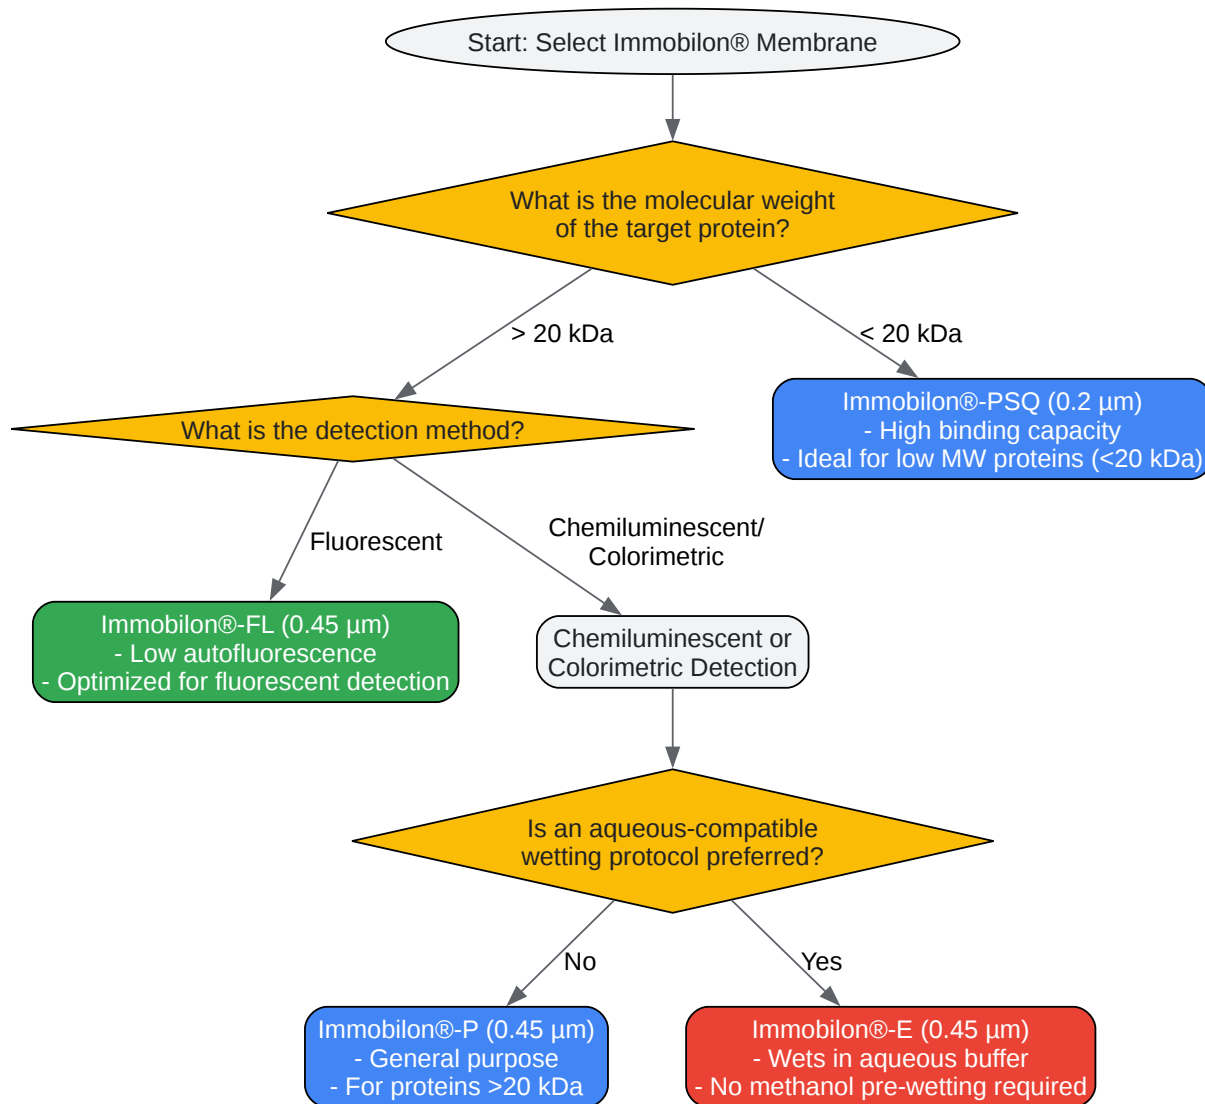 Start: Select Immobilon® Membrane
What is the molecular weight
of the target protein?
> 20 kDa
< 20 kDa
What is the detection method?
Immobilon®-PSQ (0.2 µm)
- High binding capacity
- Ideal for low MW proteins (<20 kDa)
Fluorescent
Chemiluminescent/
Colorimetric
Immobilon®-FL (0.45 µm)
- Low autofluorescence
- Optimized for fluorescent detection
Chemiluminescent or
Colorimetric Detection
Is an aqueous-compatible
wetting protocol preferred?
No
Yes
Immobilon®-P (0.45 µm)
- General purpose
- For proteins >20 kDa
Immobilon®-E (0.45 µm)
- Wets in aqueous buffer
- No methanol pre-wetting required